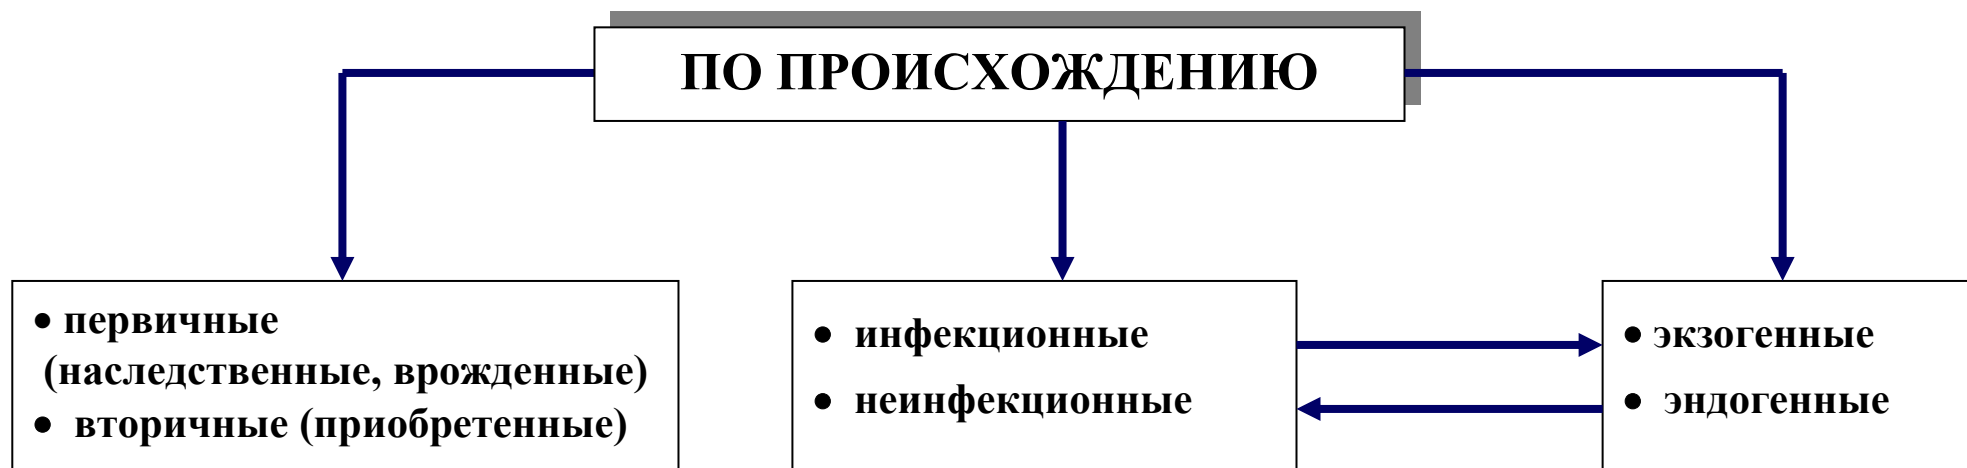 ПО ПРОИСХОЖДЕНИЮ
• первичные
(наследственные, врожденные)
• вторичные (приобретенные)
• инфекционные
• неинфекционные
• экзогенные
• эндогенные